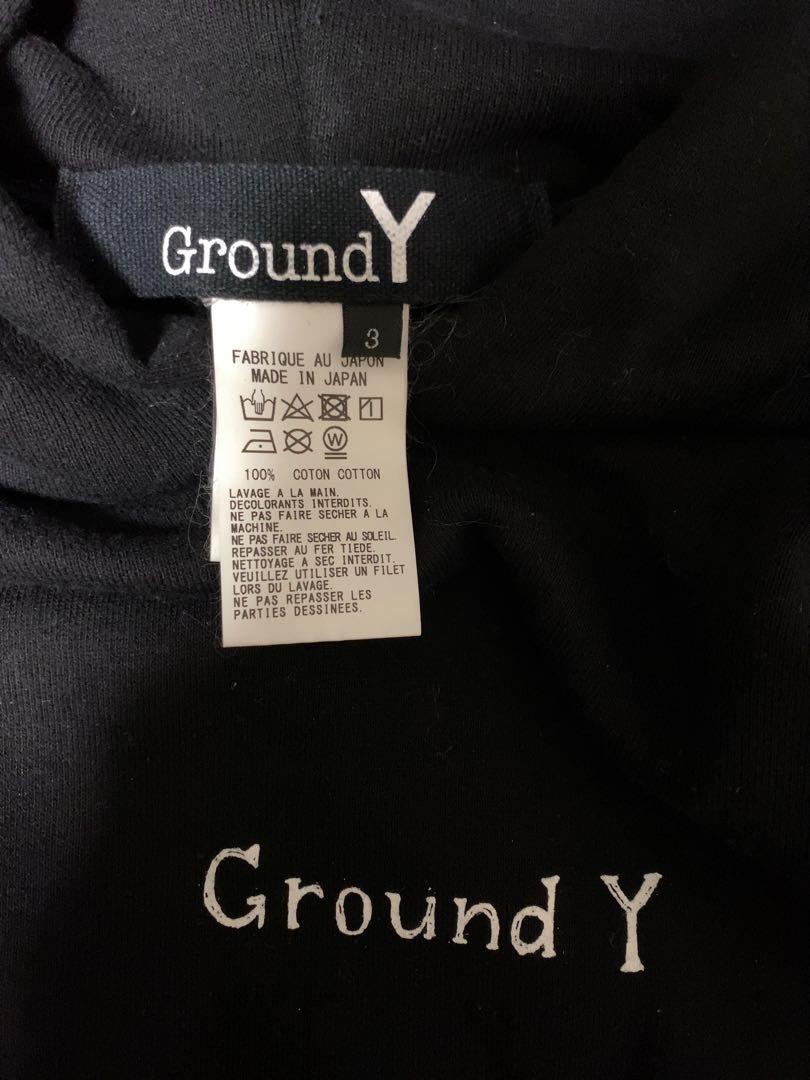 Ground Y
3
FABRIQUE AU JAPON
MADE IN JAPAN
W
100% COTON COTTON
LAVAGE A LA MAIN.
DECOLORANTS INTERDITS.
NE PAS FAIRE SECHER A LA
MACHINE.
NE PAS FAIRE SECHER AU SOLEIL.
REPASSER AU FER TIEDE.
NETTOYAGE A SEC INTERDIT.
VEUILLEZ UTILISER UN FILET
LORS DU LAVAGE.
NE PAS REPASSER LES
PARTIES DESSINEES.
Ground Y